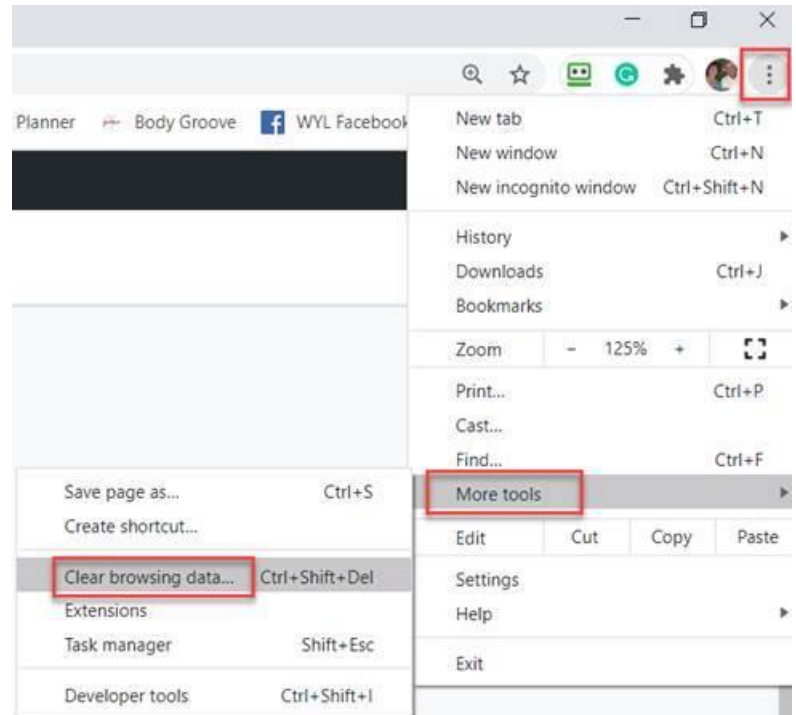 Planner Body Groove WYL Facebook
New tab Ctrl+T
New window Ctrl+N
New incognito window Ctrl+Shift+N
History
Downloads Ctrl+J
Bookmarks
Zoom - 125% +
Print... Ctrl+P
Cast...
Find... Ctrl+F
More tools
Edit Cut Copy Paste
Settings
Help
Exit
Save page as... Ctrl+S
Create shortcut...
Clear browsing data... Ctrl+Shift+Del
Extensions
Task manager Shift+Esc
Developer tools Ctrl+Shift+I